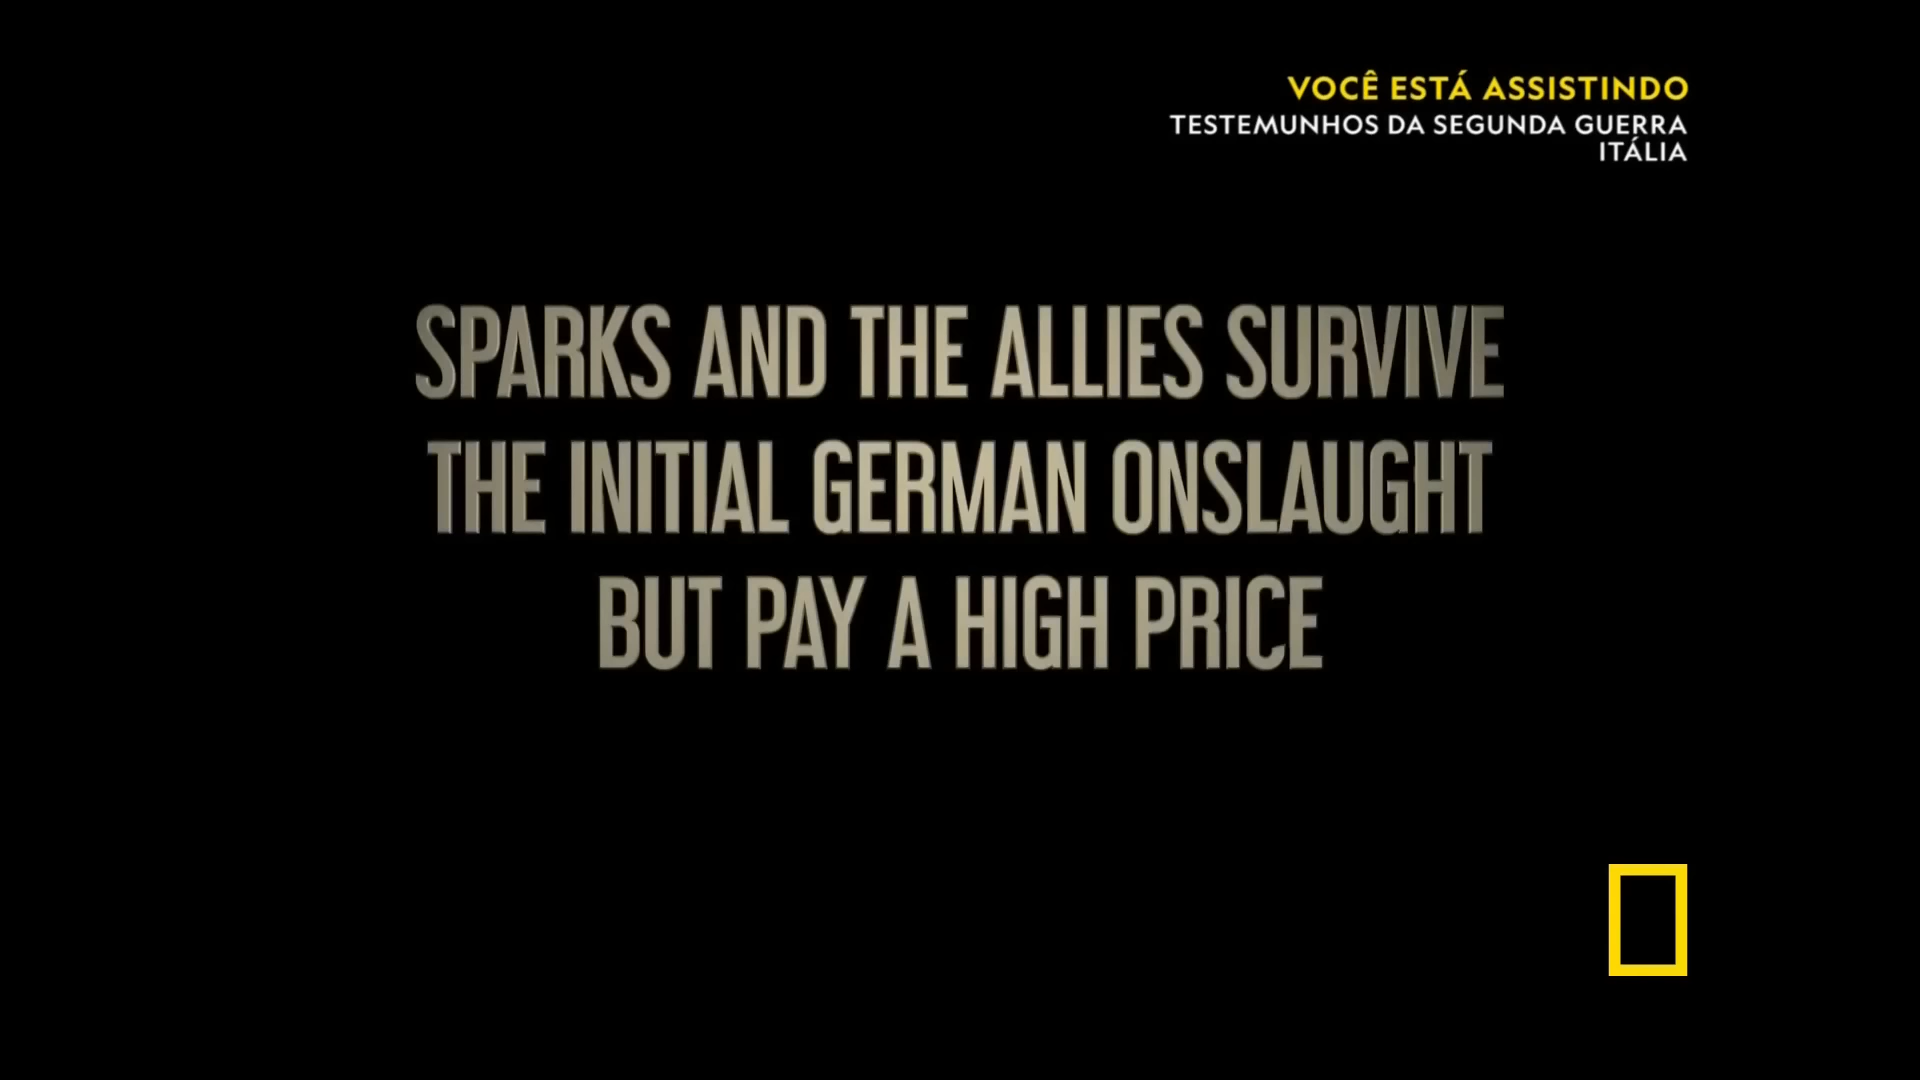 VOCÊ ESTÁ ASSISTINDO
TESTEMUNHOS DA SEGUNDA GUERRA
ITÁLIA
SPARKS AND THE ALLIES SURVIVE
THE INITIAL GERMAN ONSLAUGHT
BUT PAY A HIGH PRICE